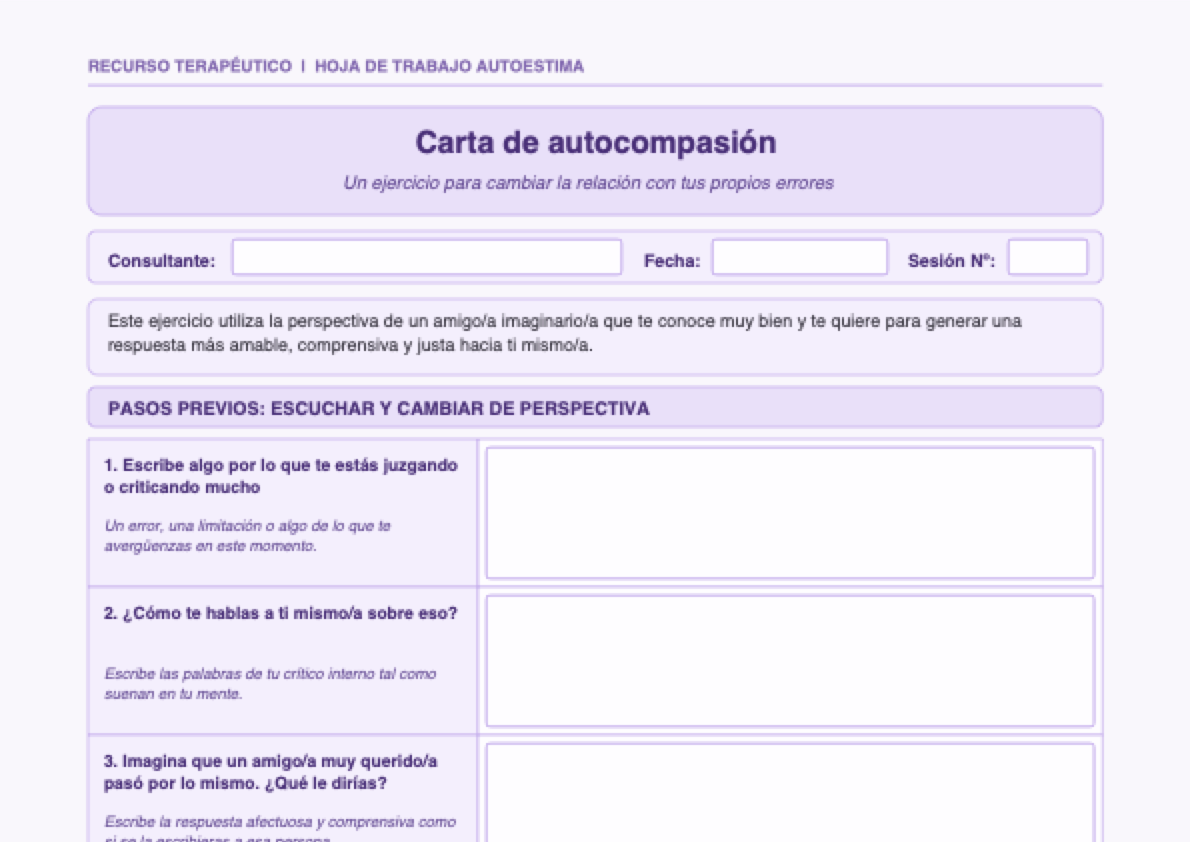 RECURSO TERAPÉUTICO | HOJA DE TRABAJO AUTOESTIMA
Carta de autocompasión
Un ejercicio para cambiar la relación con tus propios errores
Consultante: Fecha: Sesión Nº:
Este ejercicio utiliza la perspectiva de un amigo/a imaginario/a que te conoce muy bien y te quiere para generar una
respuesta más amable, comprensiva y justa hacia ti mismo/a.
PASOS PREVIOS: ESCUCHAR Y CAMBIAR DE PERSPECTIVA
1. Escribe algo por lo que te estás juzgando
o criticando mucho
Un error, una limitación o algo de lo que te
avergüenzas en este momento.
2. ¿Cómo te hablas a ti mismo/a sobre eso?
Escribe las palabras de tu crítico interno tal como
suenan en tu mente.
3. Imagina que un amigo/a muy querido/a
pasó por lo mismo. ¿Qué le dirías?
Escribe la respuesta afectuosa y comprensiva como
si se la escribieras a esa persona